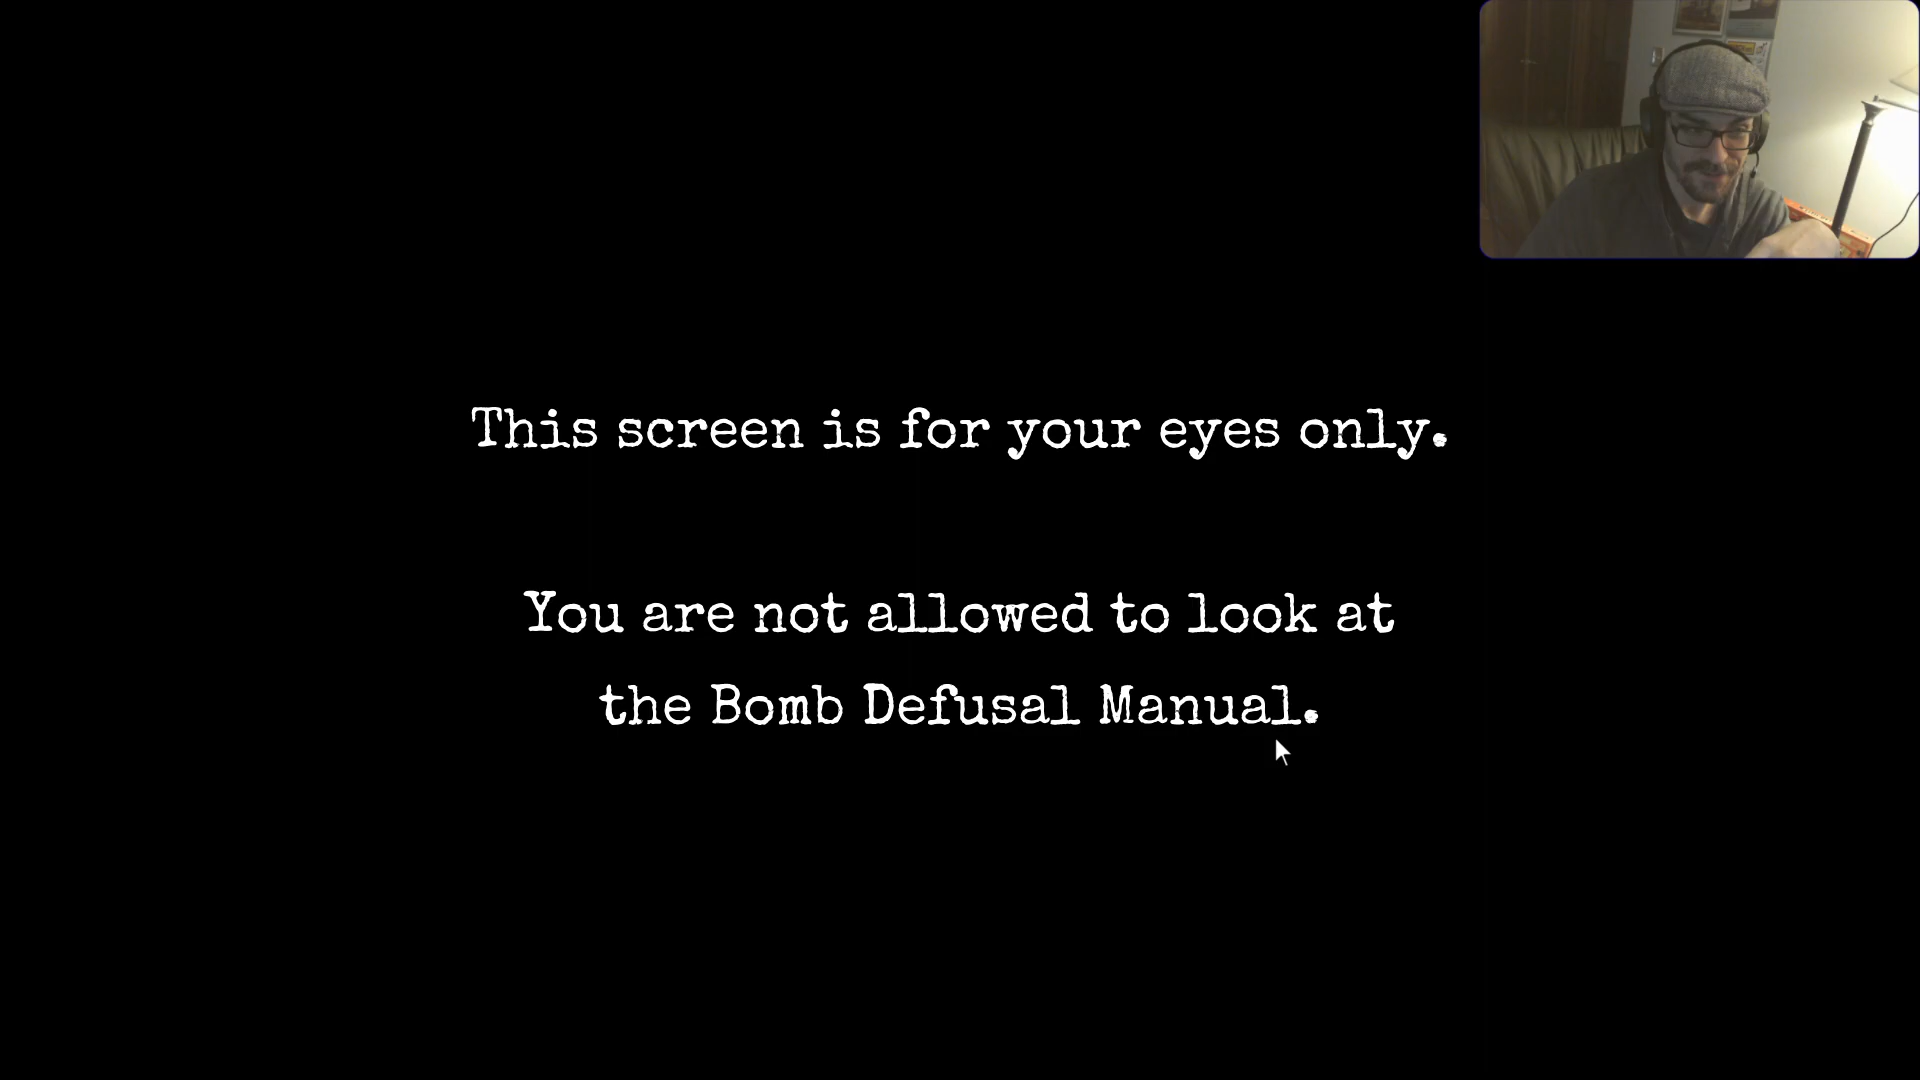 This screen is for your eyes only.
You are not allowed to look at
the Bomb Defusal Manual.